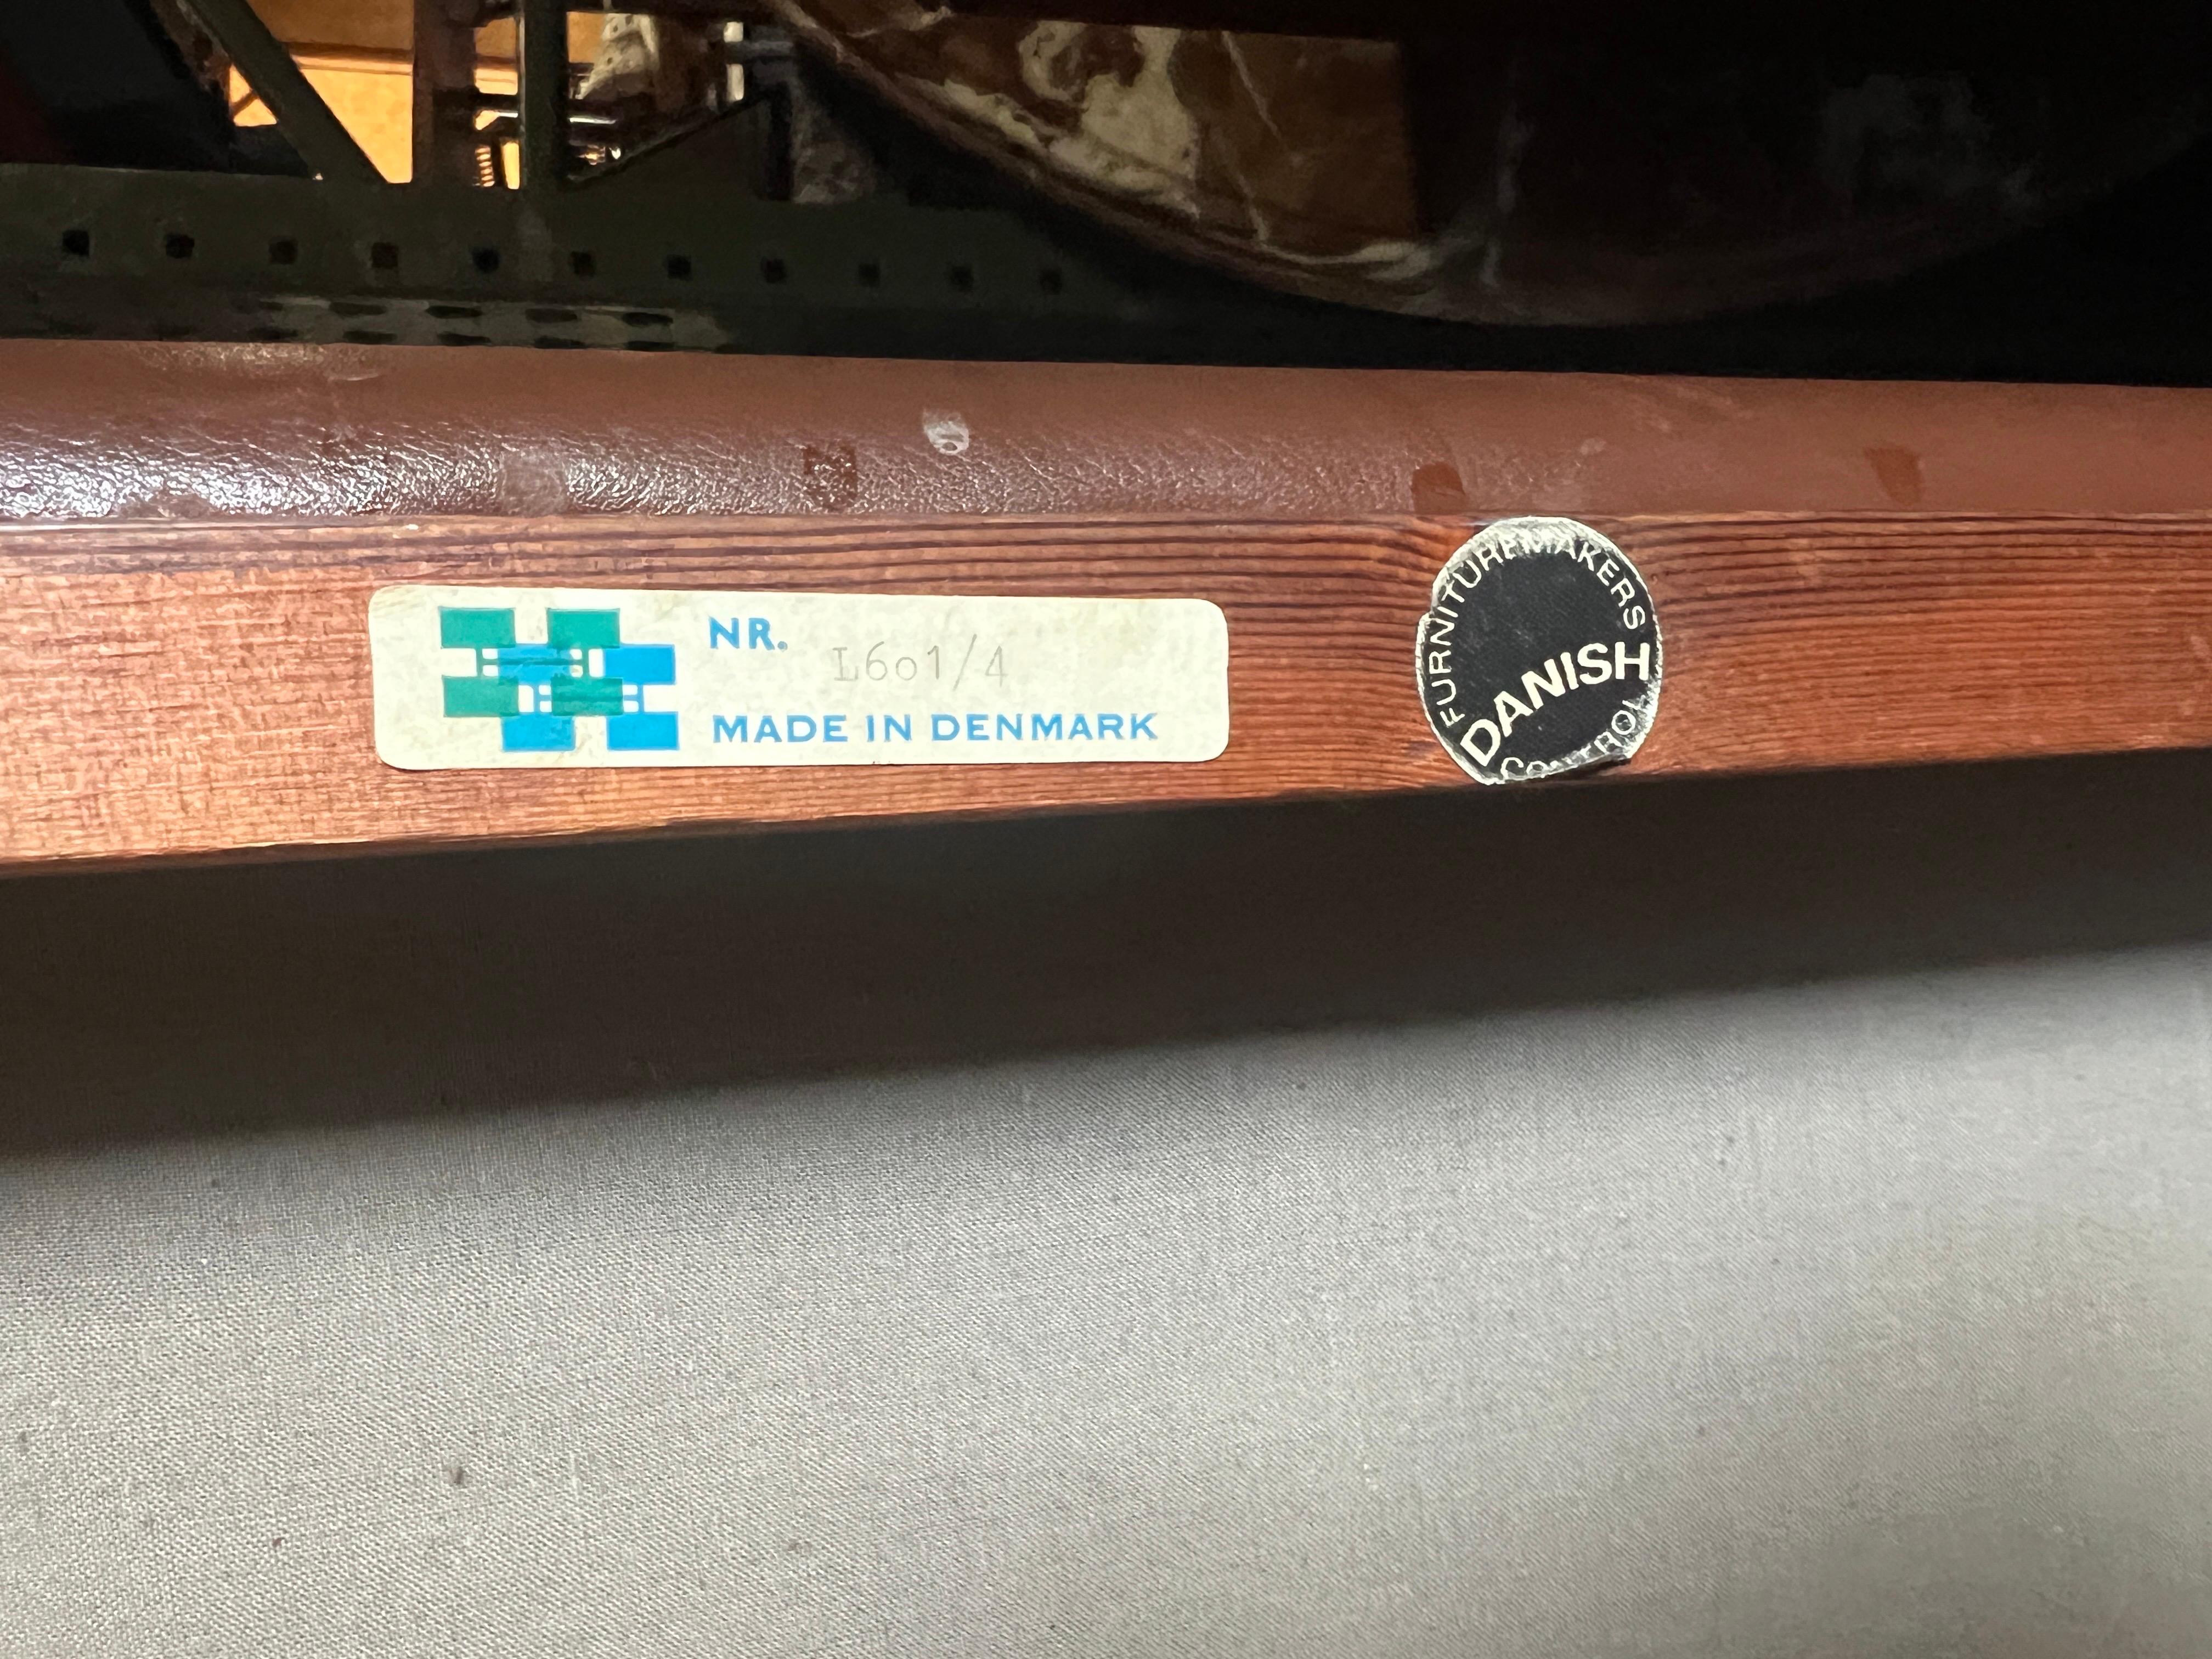 NR. L601/4
MADE IN DENMARK
FURNITUREMAKERS
DANISH
CONTROL